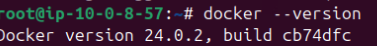 root@ip-10-0-8-57:~# docker --version
Docker version 24.0.2, build cb74dfc